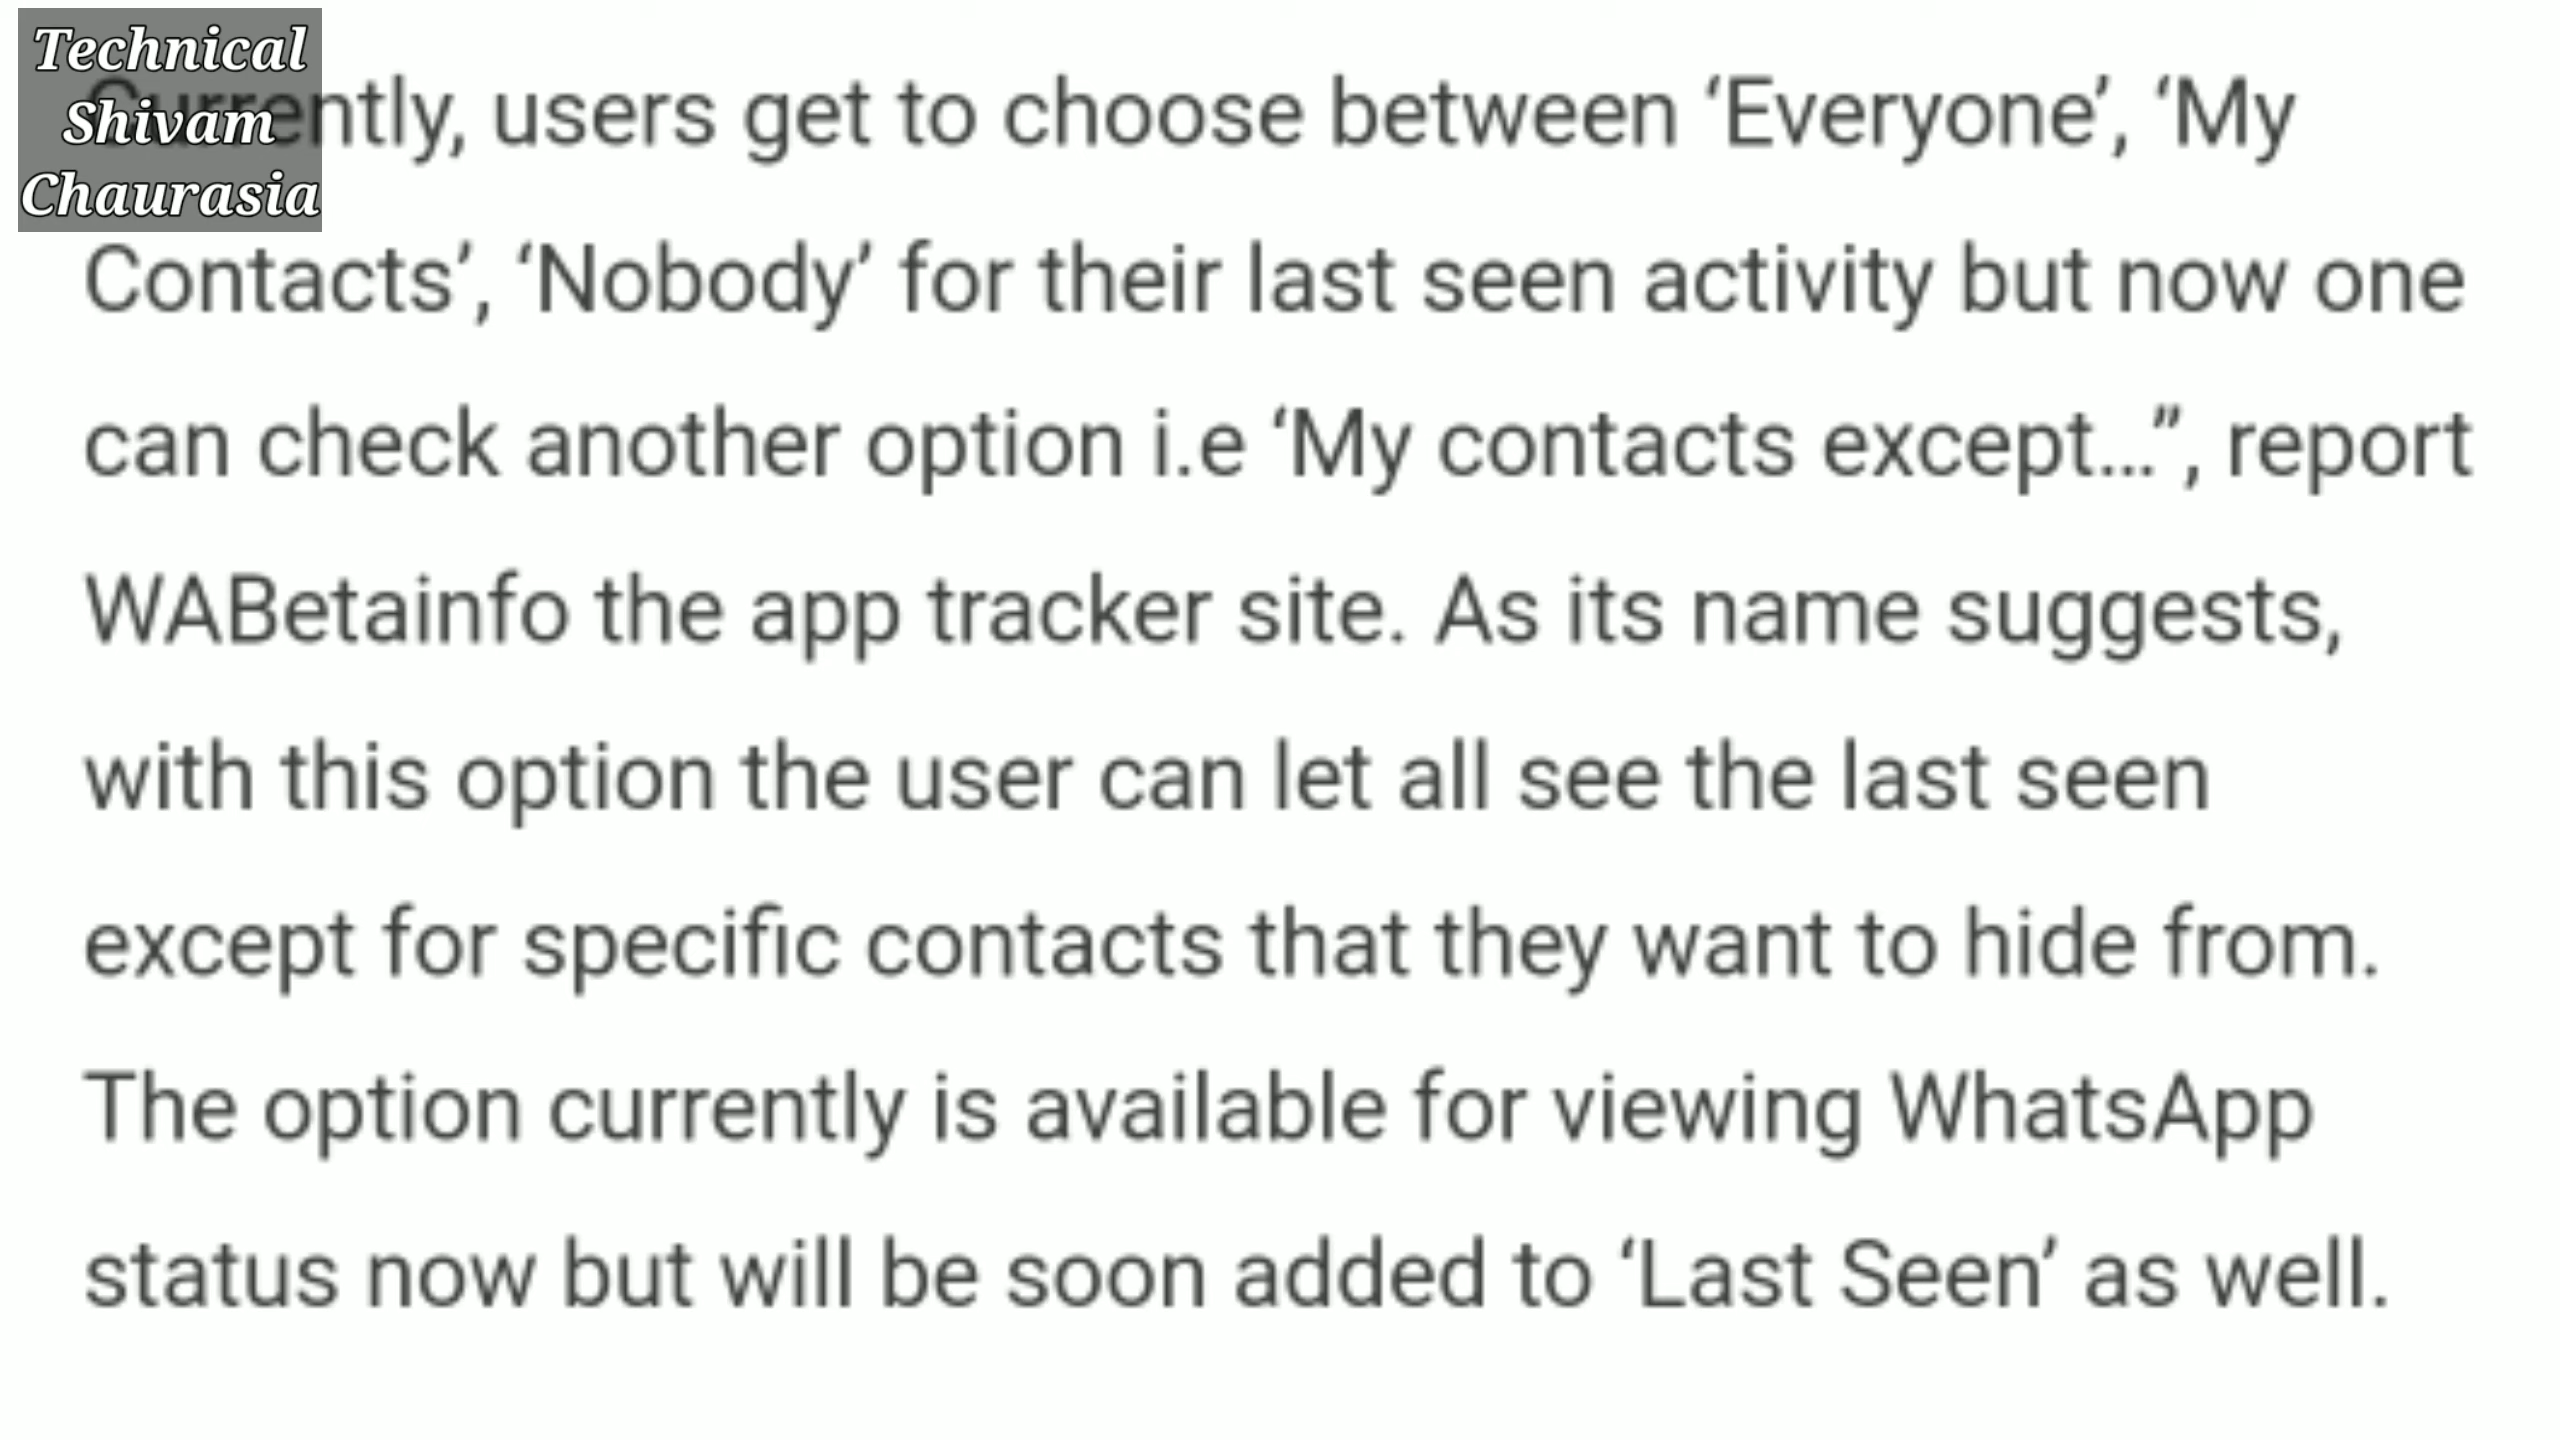 Technical
Shivam
Chaurasia
Currently, users get to choose between ‘Everyone’, ‘My
Contacts’, ‘Nobody’ for their last seen activity but now one
can check another option i.e ‘My contacts except...”, report
WABetainfo the app tracker site. As its name suggests,
with this option the user can let all see the last seen
except for specific contacts that they want to hide from.
The option currently is available for viewing WhatsApp
status now but will be soon added to ‘Last Seen’ as well.